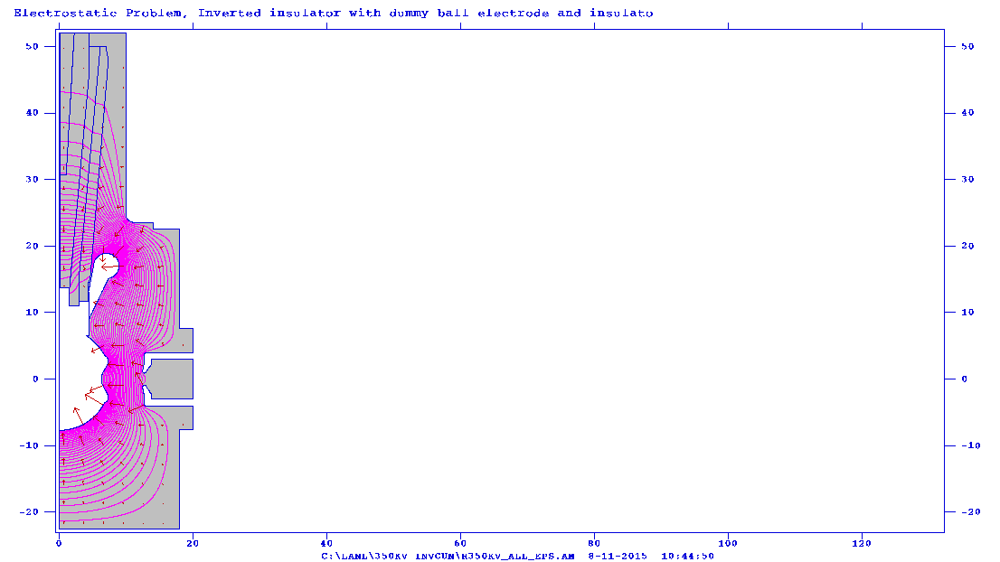 Electrostatic Problem, Inverted insulator with dummy ball electrode and insulato
50 50
40 40
30 30
20 20
10 10
0 0
-10 -10
-20 -20
0 20 40 60 80 100 120
C:\LANL\350KV INVGUN\R350KV_ALL_EPS.AM 8-11-2015 10:44:50